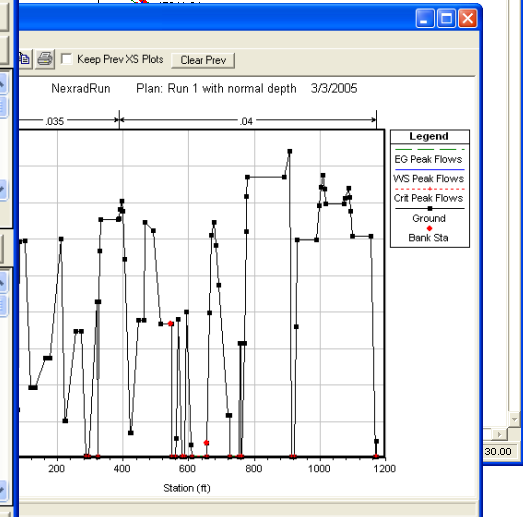 Keep Prev XS Plots Clear Prev
NexradRun Plan: Run 1 with normal depth 3/3/2005
.035 .04
Legend
EG Peak Flows
WS Peak Flows
Crit Peak Flows
Ground
Bank Sta
200 400 600 800 1000 1200
Station (ft)
30.00